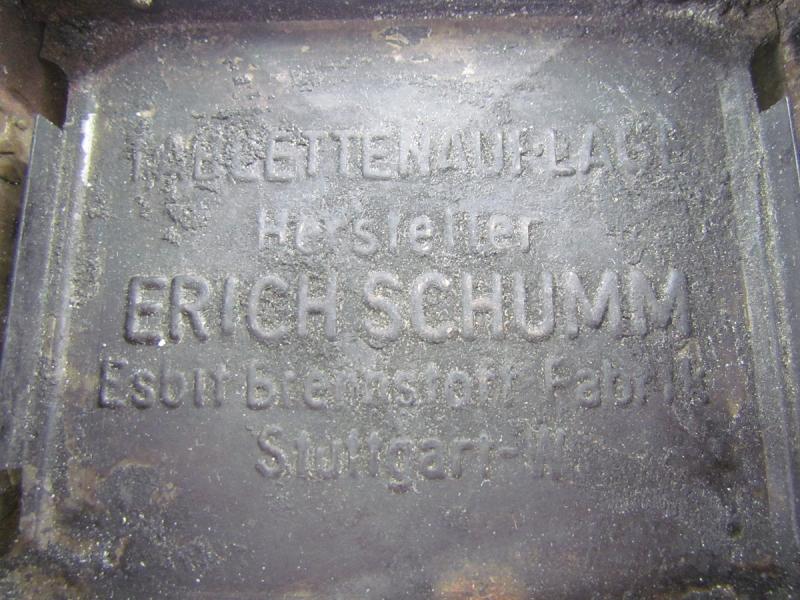 TABLETTENAUFLAGE
Hersteller
ERICH SCHUMM
Esbit Brennstoff-Fabrik
Stuttgart-W